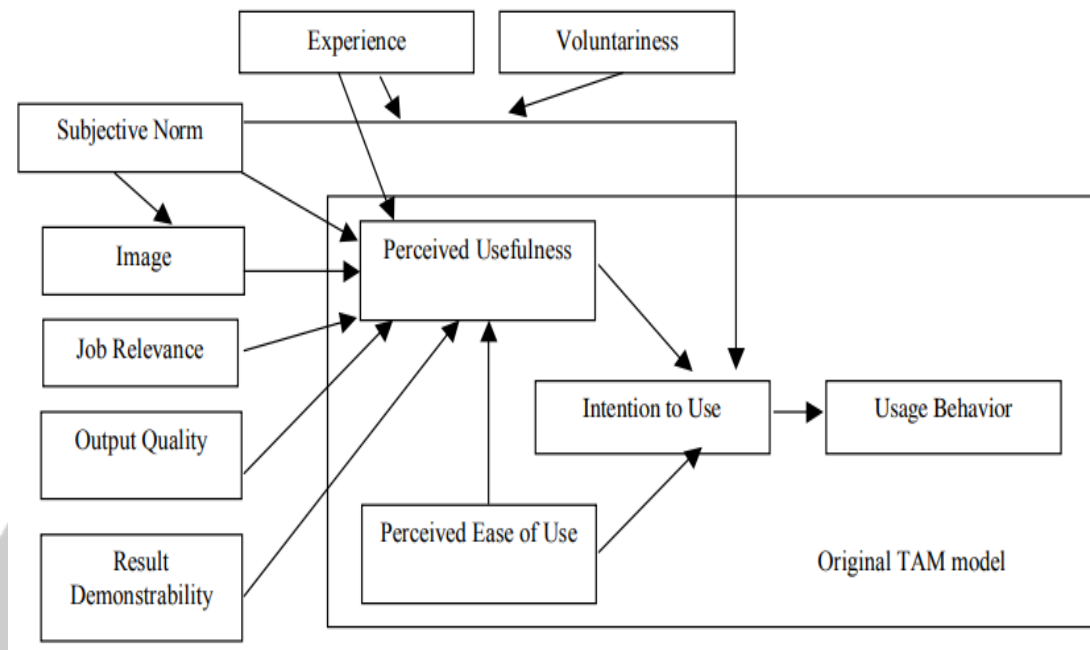 Experience
Voluntariness
Subjective Norm
Image
Perceived Usefulness
Job Relevance
Intention to Use
Usage Behavior
Output Quality
Perceived Ease of Use
Result
Demonstrability
Original TAM model